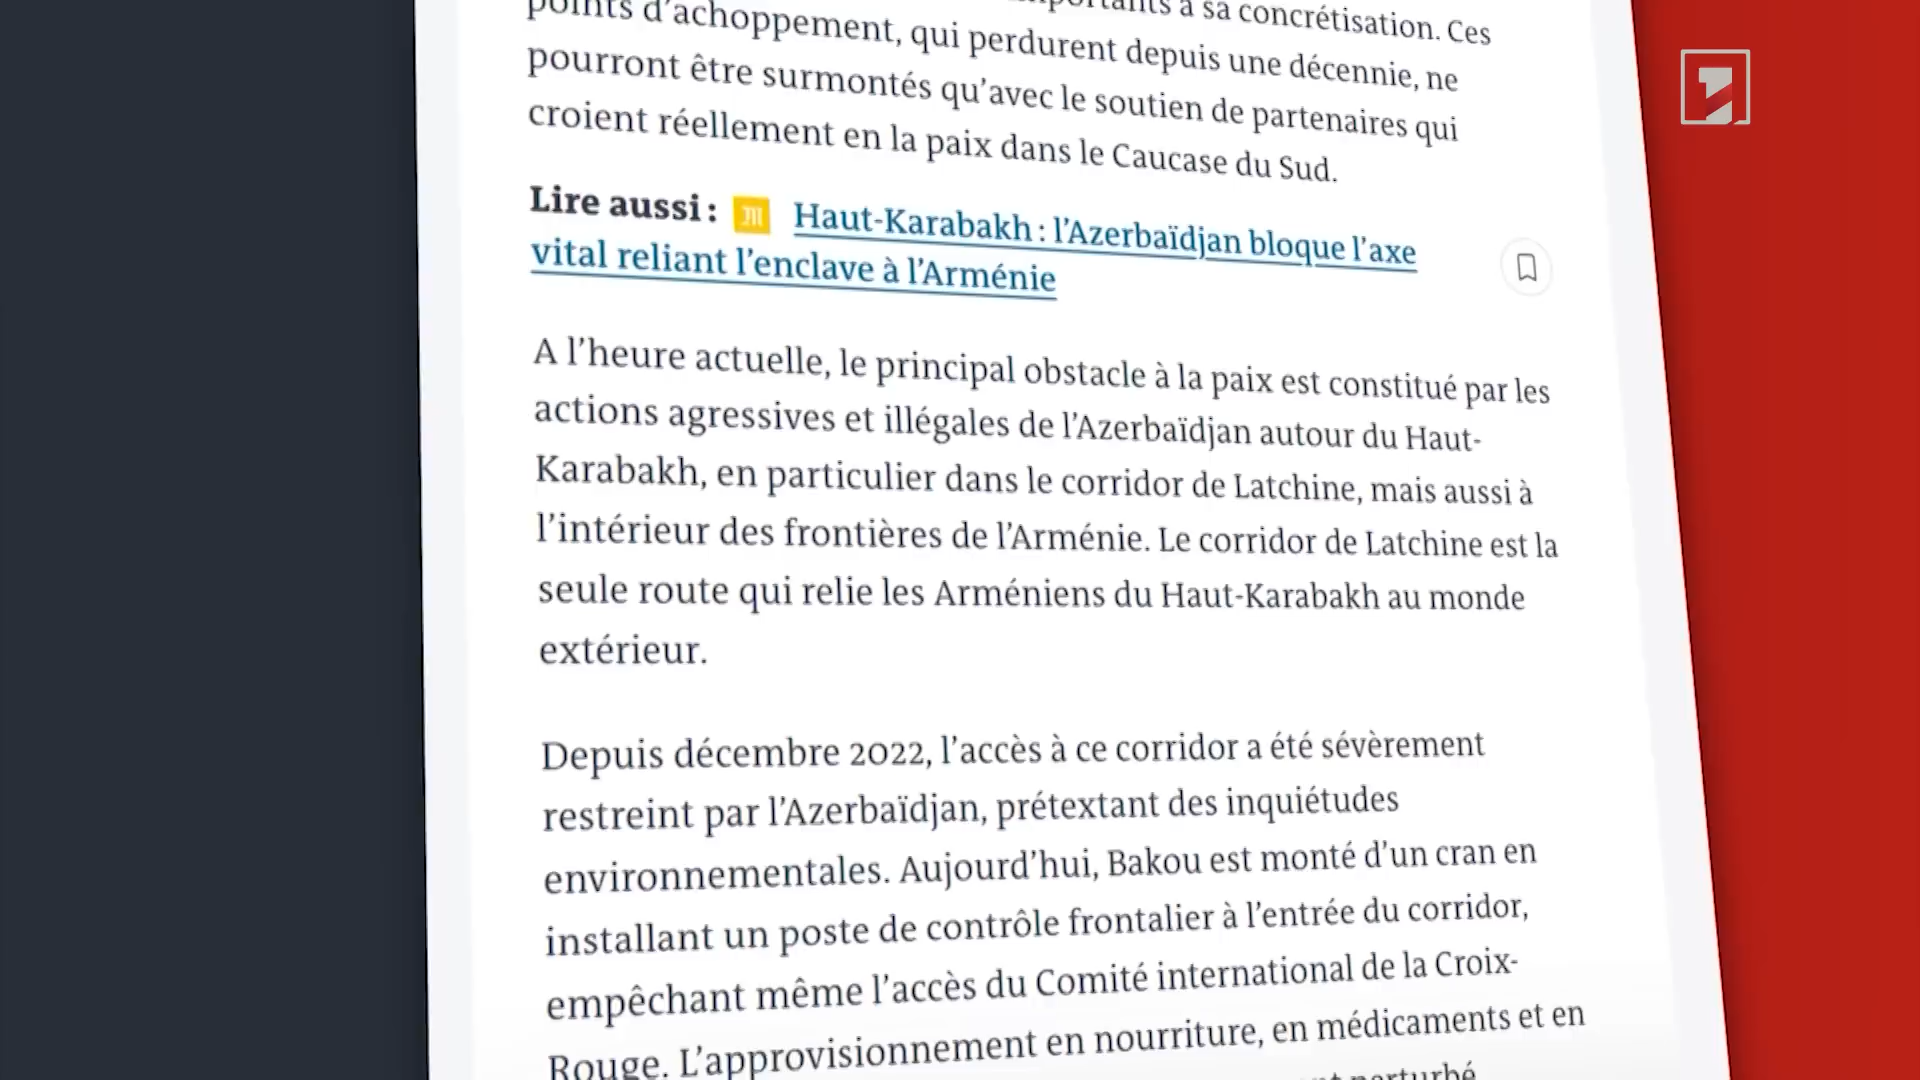 à sa concrétisation. Ces
points d’achoppement, qui perdurent depuis une décennie, ne
pourront être surmontés qu’avec le soutien de partenaires qui
croient réellement en la paix dans le Caucase du Sud.
Lire aussi : Haut-Karabakh : l’Azerbaïdjan bloque l’axe
vital reliant l’enclave à l’Arménie
A l’heure actuelle, le principal obstacle à la paix est constitué par les
actions agressives et illégales de l’Azerbaïdjan autour du Haut-
Karabakh, en particulier dans le corridor de Latchine, mais aussi à
l’intérieur des frontières de l’Arménie. Le corridor de Latchine est la
seule route qui relie les Arméniens du Haut-Karabakh au monde
extérieur.
Depuis décembre 2022, l’accès à ce corridor a été sévèrement
restreint par l’Azerbaïdjan, prétextant des inquiétudes
environnementales. Aujourd’hui, Bakou est monté d’un cran en
installant un poste de contrôle frontalier à l’entrée du corridor,
empêchant même l’accès du Comité international de la Croix-
Rouge. L’approvisionnement en nourriture, en médicaments et en
perturbé